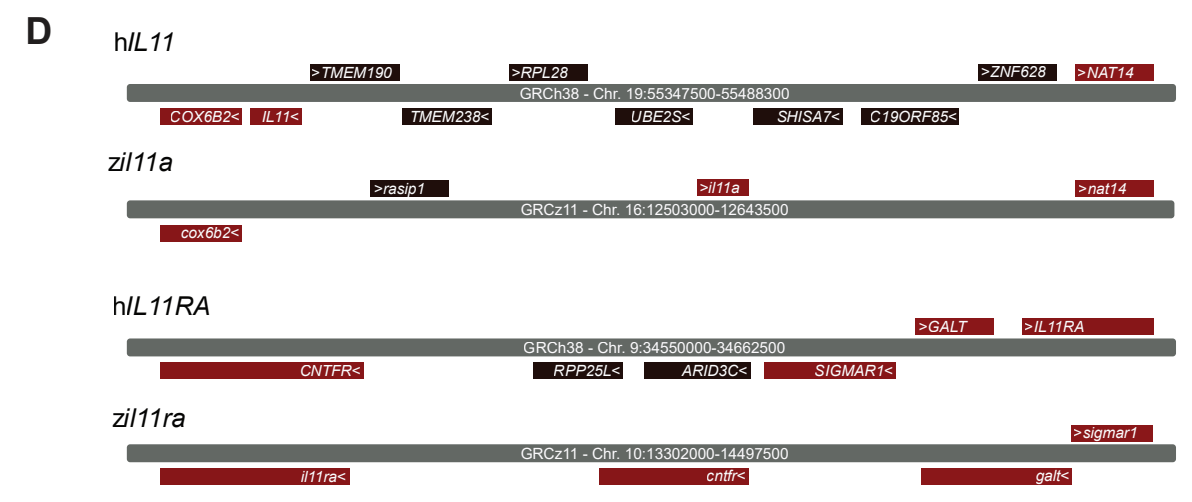 D
hIL11
>TMEM190 >RPL28 >ZNF628 >NAT14
GRCh38 - Chr. 19:55347500-55488300
COX6B2< IL11< TMEM238< UBE2S< SHISA7< C19ORF85<
zil11a
>rasip1 >il11a >nat14
GRCz11 - Chr. 16:12503000-12643500
cox6b2<
hIL11RA
>GALT >IL11RA
GRCh38 - Chr. 9:34550000-34662500
CNTFR< RPP25L< ARID3C< SIGMAR1<
zil11ra
>sigmar1
GRCz11 - Chr. 10:13302000-14497500
il11ra< cntfr< galt<